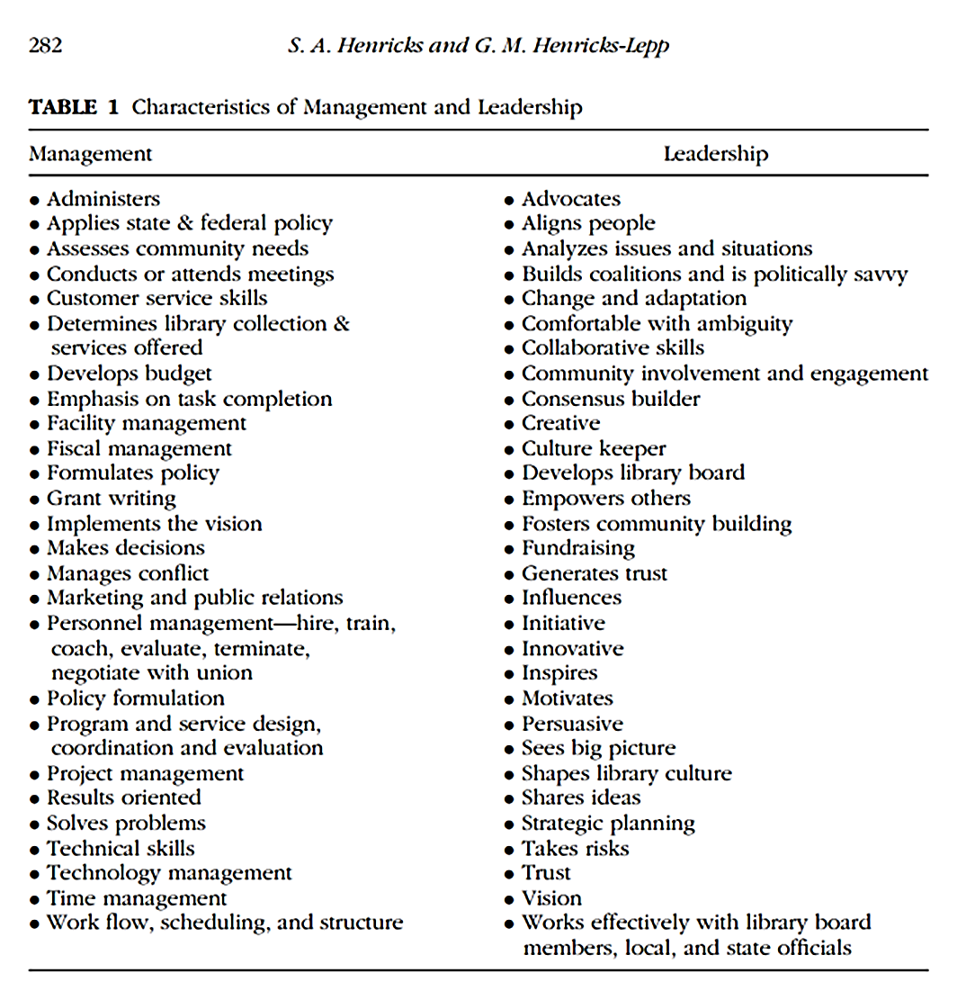 282
S. A. Henricks and G. M. Henricks-Lepp
TABLE 1 Characteristics of Management and Leadership
Management
Leadership
• Administers
• Applies state & federal policy
• Assesses community needs
• Conducts or attends meetings
• Customer service skills
• Determines library collection &
services offered
• Develops budget
• Emphasis on task completion
• Facility management
• Fiscal management
• Formulates policy
• Grant writing
• Implements the vision
• Makes decisions
• Manages conflict
• Marketing and public relations
• Personnel management—hire, train,
coach, evaluate, terminate,
negotiate with union
• Policy formulation
• Program and service design,
coordination and evaluation
• Project management
• Results oriented
• Solves problems
• Technical skills
• Technology management
• Time management
• Work flow, scheduling, and structure
• Advocates
• Aligns people
• Analyzes issues and situations
• Builds coalitions and is politically savvy
• Change and adaptation
• Comfortable with ambiguity
• Collaborative skills
• Community involvement and engagement
• Consensus builder
• Creative
• Culture keeper
• Develops library board
• Empowers others
• Fosters community building
• Fundraising
• Generates trust
• Influences
• Initiative
• Innovative
• Inspires
• Motivates
• Persuasive
• Sees big picture
• Shapes library culture
• Shares ideas
• Strategic planning
• Takes risks
• Trust
• Vision
• Works effectively with library board
members, local, and state officials